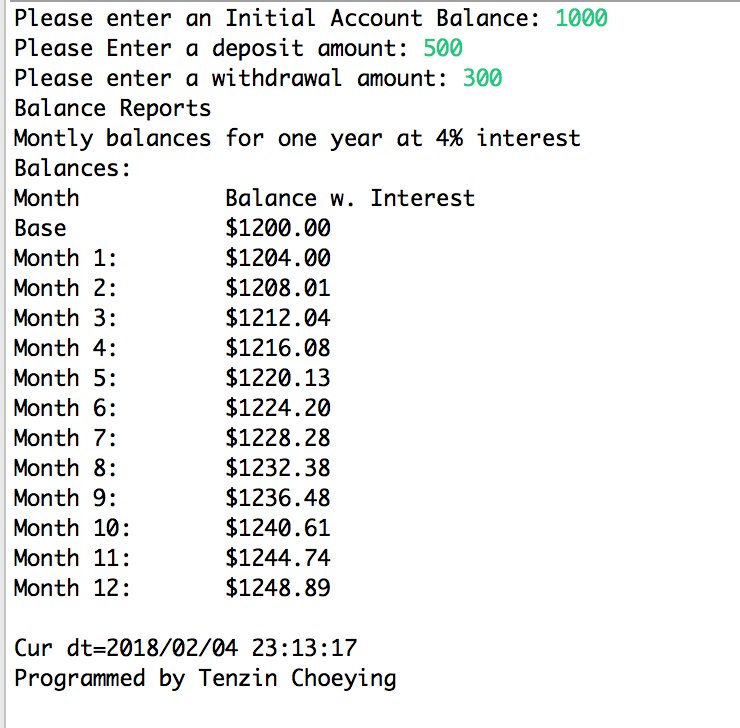 Please enter an Initial Account Balance: 1000
Please Enter a deposit amount: 500
Please enter a withdrawal amount: 300
Balance Reports
Montly balances for one year at 4% interest
Balances:
Month Balance w. Interest
Base $1200.00
Month 1: $1204.00
Month 2: $1208.01
Month 3: $1212.04
Month 4: $1216.08
Month 5: $1220.13
Month 6: $1224.20
Month 7: $1228.28
Month 8: $1232.38
Month 9: $1236.48
Month 10: $1240.61
Month 11: $1244.74
Month 12: $1248.89
Cur dt=2018/02/04 23:13:17
Programmed by Tenzin Choeying